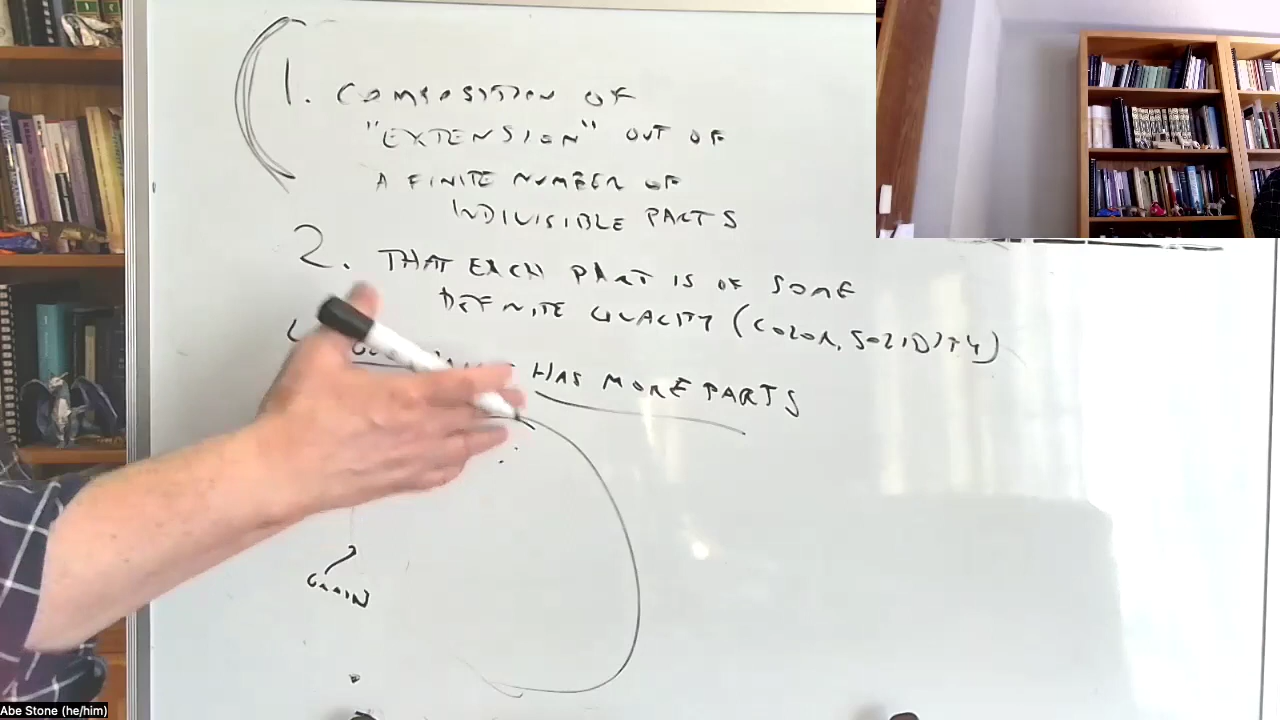 1. COMPOSITION OF
"EXTENSION" OUT OF
A FINITE NUMBER OF
INDIVISIBLE PARTS
2. THAT EACH PART IS OF SOME
DEFINITE QUALITY (COLOR, SOLIDITY)
HAS MORE PARTS
GRAIN
Abe Stone (he/him)